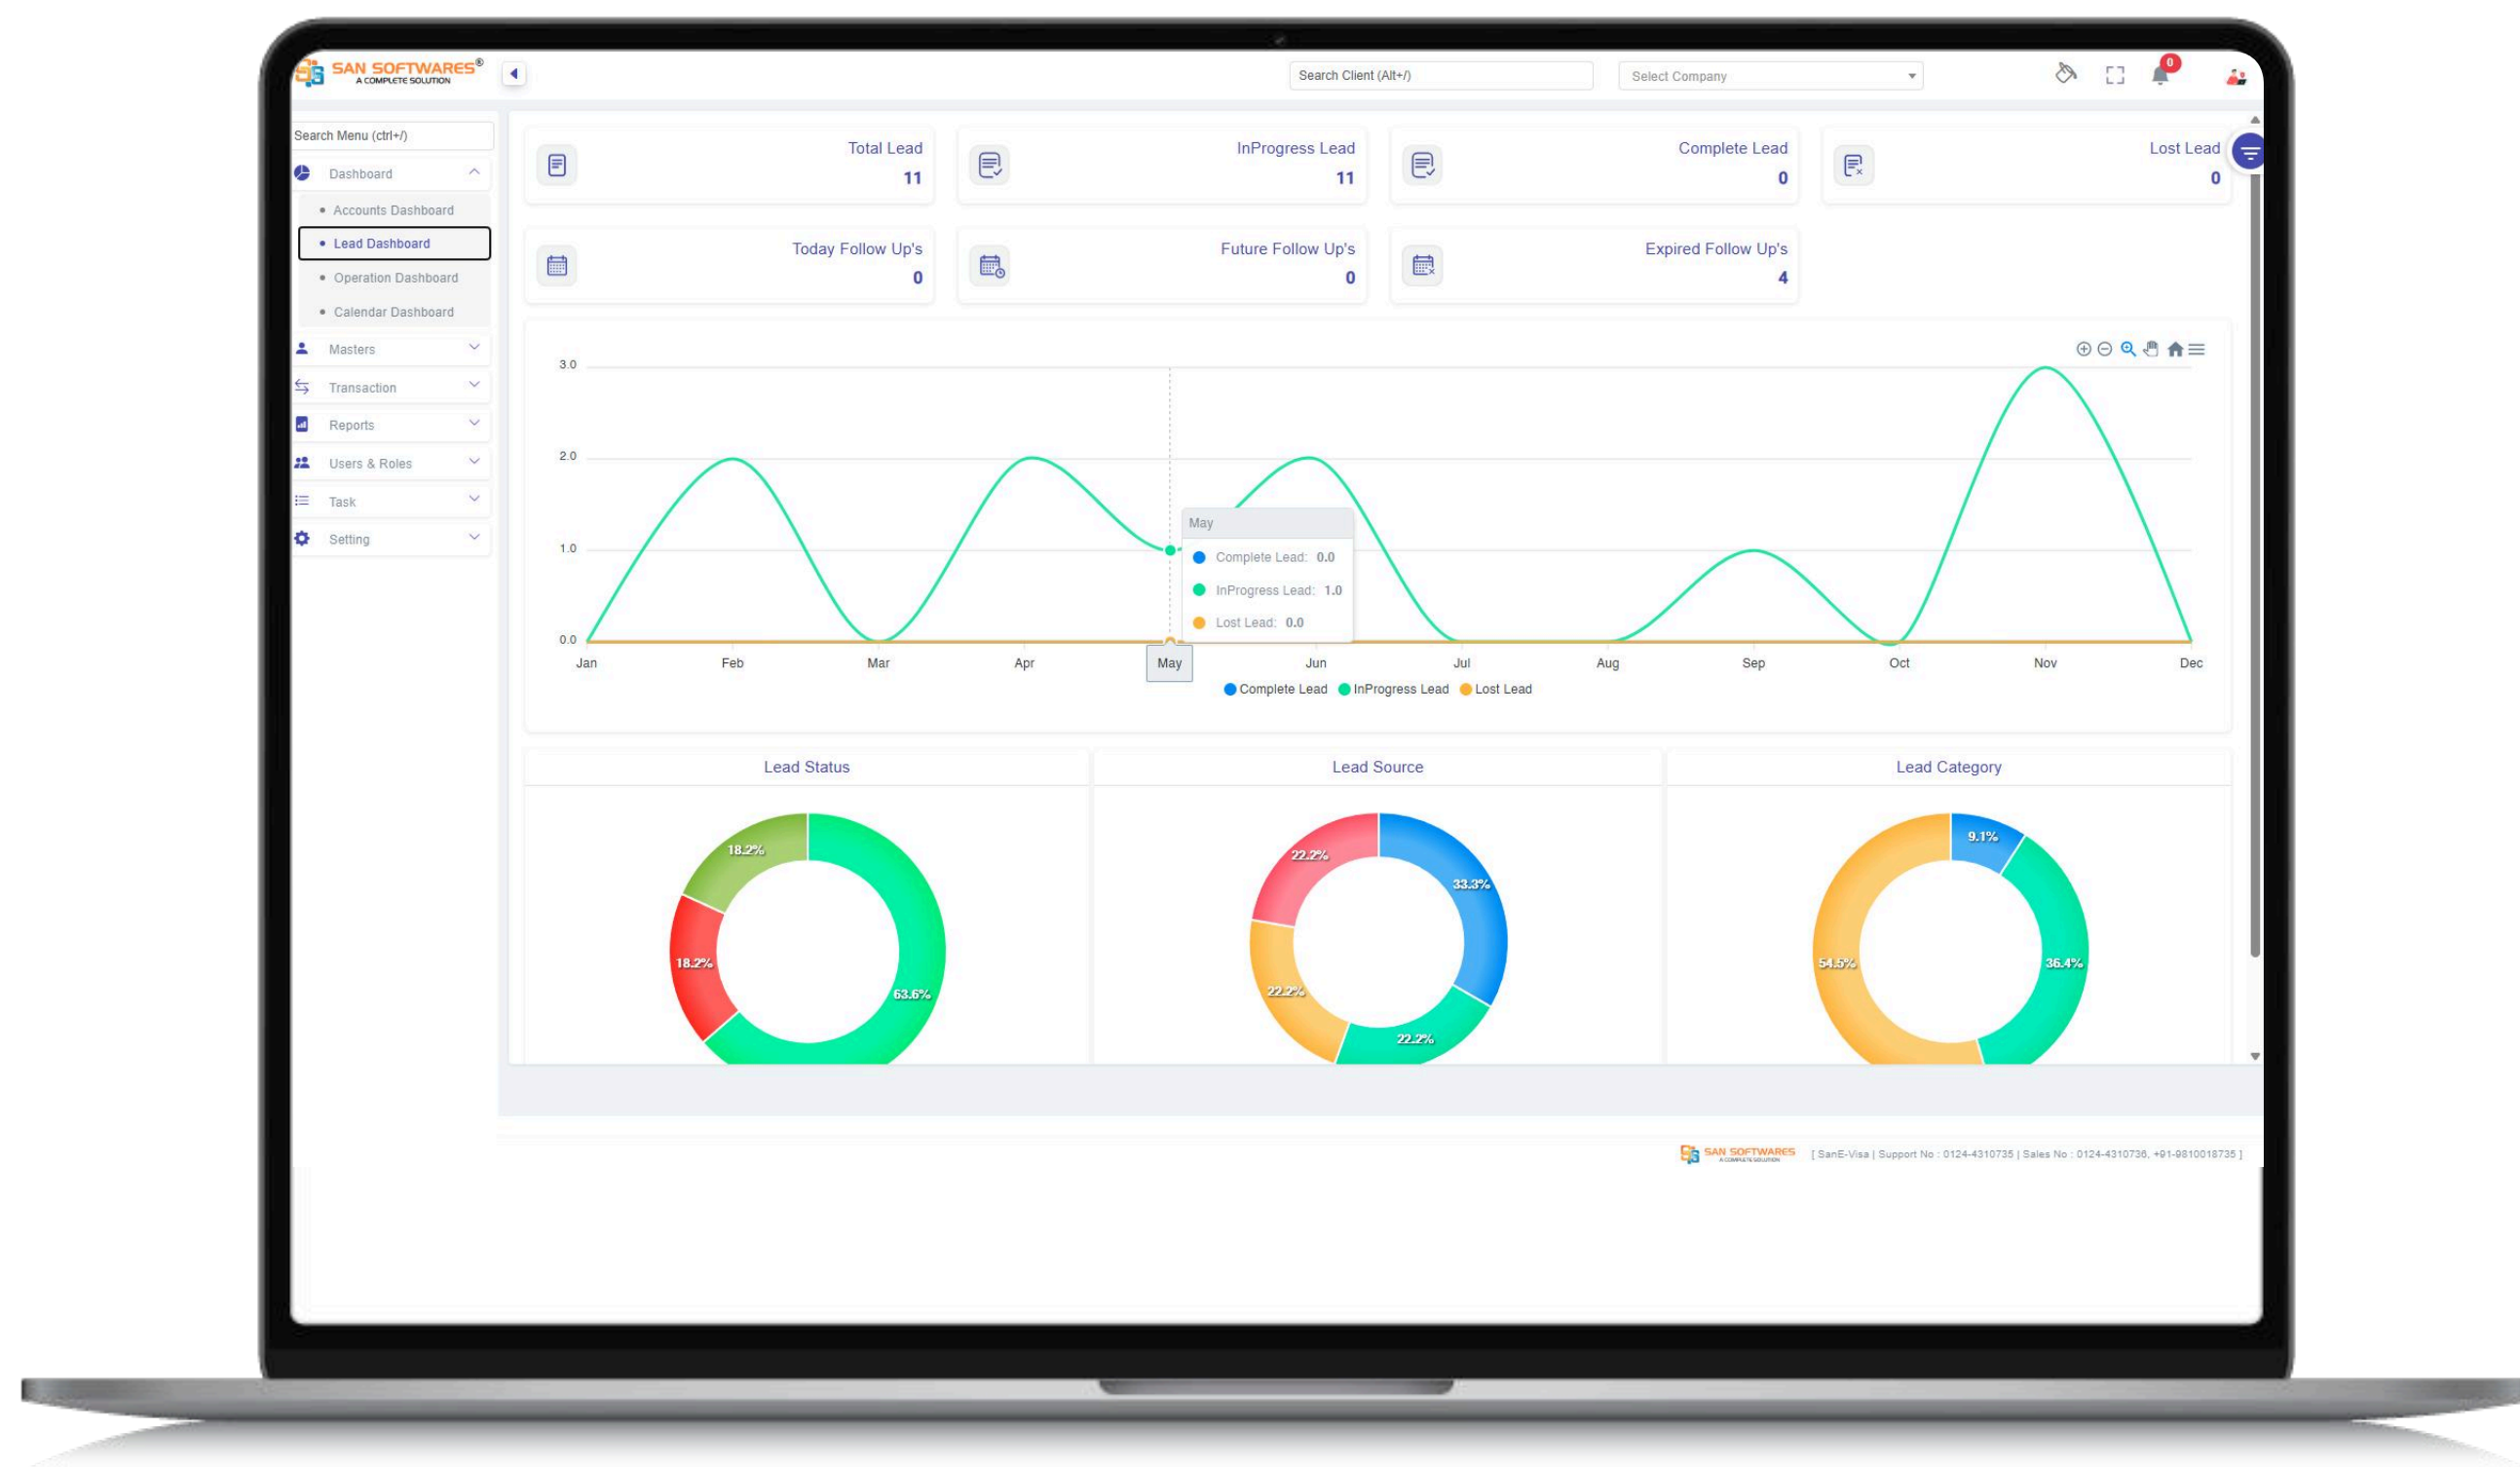 SAN SOFTWARES®
A COMPLETE SOLUTION
Search Client (Alt+/)
Select Company
0
Search Menu (ctrl+/)
Dashboard
Accounts Dashboard
Lead Dashboard
Operation Dashboard
Calendar Dashboard
Masters
Transaction
Reports
Users & Roles
Task
Setting
Total Lead
11
InProgress Lead
11
Complete Lead
0
Lost Lead
0
Today Follow Up's
0
Future Follow Up's
0
Expired Follow Up's
4
3.0
2.0
1.0
0.0
May
Complete Lead: 0.0
InProgress Lead: 1.0
Lost Lead: 0.0
Jan Feb Mar Apr May Jun Jul Aug Sep Oct Nov Dec
Complete Lead InProgress Lead Lost Lead
Lead Status
18.2%
18.2%
63.6%
Lead Source
22.2%
33.3%
22.2%
22.2%
Lead Category
9.1%
54.5%
36.4%
SAN SOFTWARES
A COMPLETE SOLUTION
[ SanE-Visa | Support No : 0124-4310735 | Sales No : 0124-4310736, +91-9810018735 ]